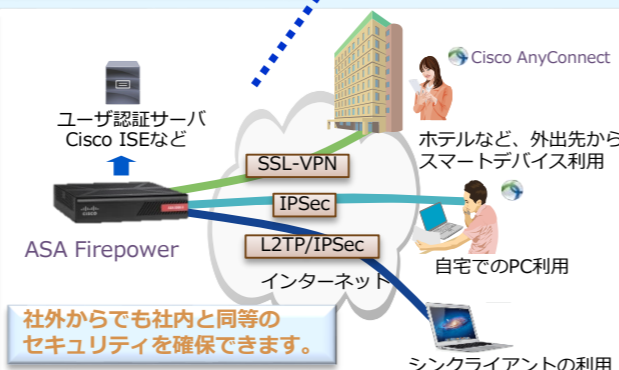 Cisco AnyConnect
ユーザ認証サーバ
Cisco ISEなど
ホテルなど、外出先から
スマートデバイス利用
SSL-VPN
IPSec
CISCO
ASA Firepower
L2TP/IPSec
自宅でのPC利用
インターネット
社外からでも社内と同等の
セキュリティを確保できます。
シンクライアントの利用